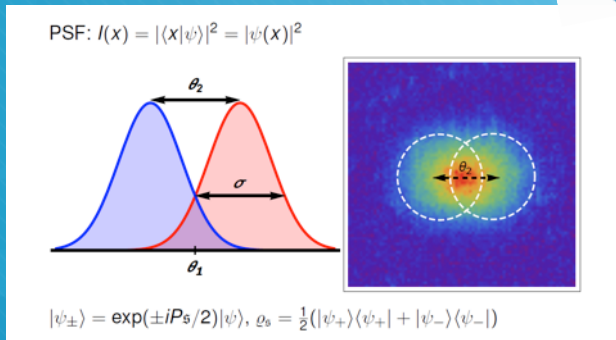 PSF: I(x) = |⟨x|ψ⟩|² = |ψ(x)|²
θ₂
σ
θ₁
θ₂
|ψ±⟩ = exp(±iPs/2)|ψ⟩, ϱₛ = ½(|ψ₊⟩⟨ψ₊| + |ψ₋⟩⟨ψ₋|)